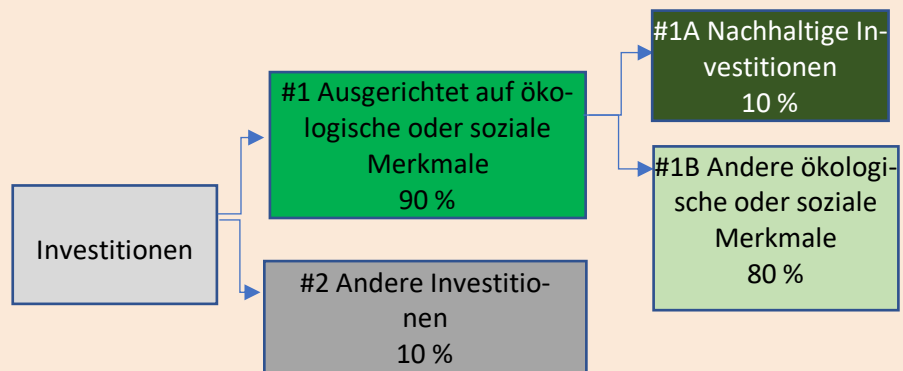 Investitionen
#1 Ausgerichtet auf öko-
logische oder soziale
Merkmale
90 %
#2 Andere Investitio-
nen
10 %
#1A Nachhaltige In-
vestitionen
10 %
#1B Andere ökologi-
sche oder soziale
Merkmale
80 %